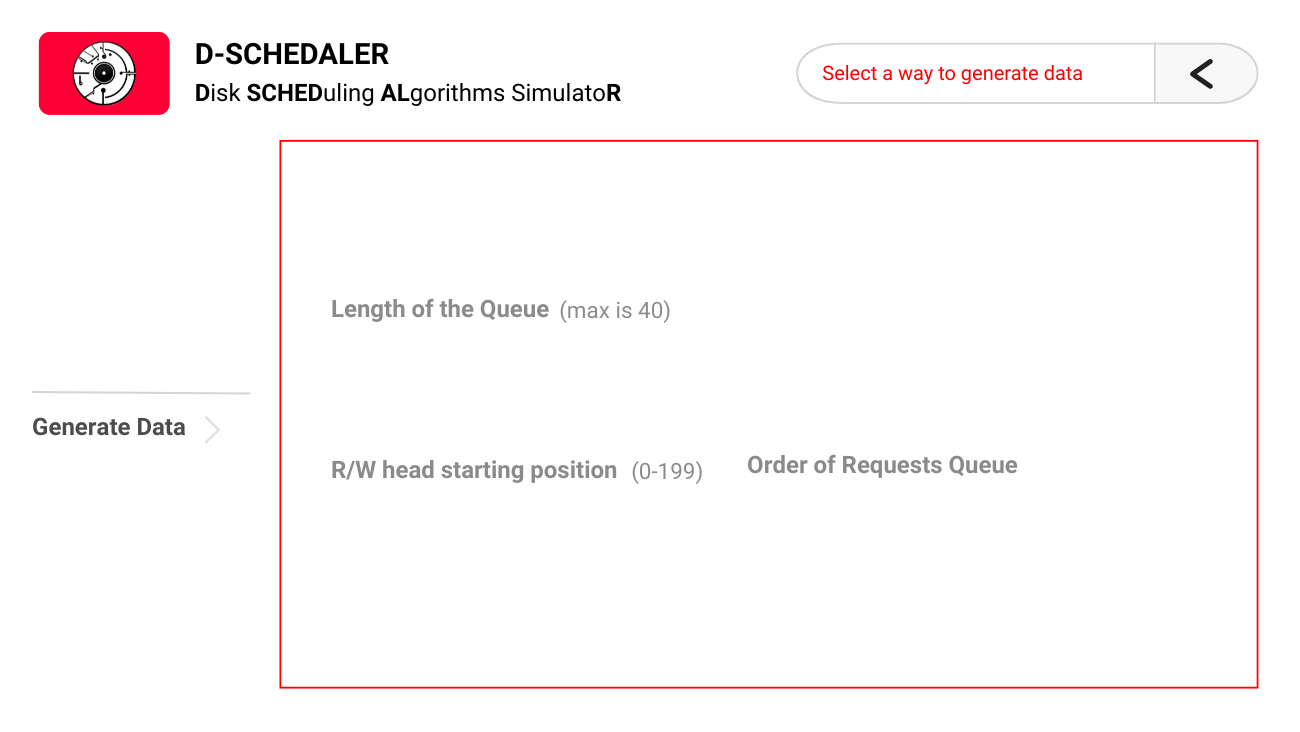 D-SCHEDALER
Disk SCHEDuling ALgorithms SimulatoR
Select a way to generate data
Length of the Queue (max is 40)
Generate Data
R/W head starting position (0-199)
Order of Requests Queue